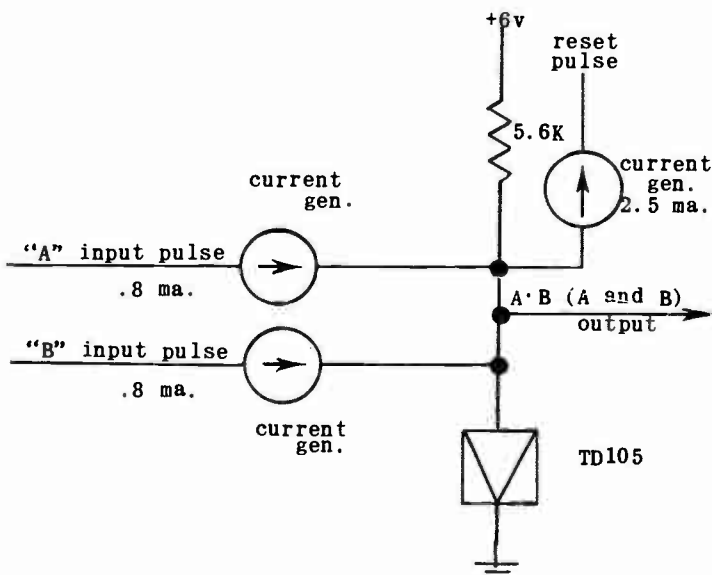 +6v
reset
pulse
5.6K
current
gen.
2.5 ma.
current
gen.
“A” input pulse
.8 ma.
A·B (A and B)
output
“B” input pulse
.8 ma.
current
gen.
TD105